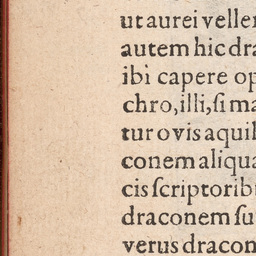 ut aurei veller
autem hic dra
ibi capere op
chro, illi, ſi ma
tur ovis aquil
conem aliqua
cis ſcriptorib
draconem ſu
verus dracon